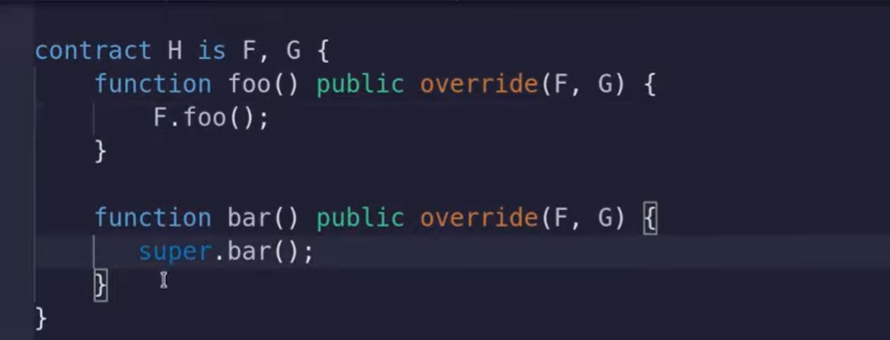 contract H is F, G {
    function foo() public override(F, G) {
        F.foo();
    }

    function bar() public override(F, G) {
       super.bar();
    }
}